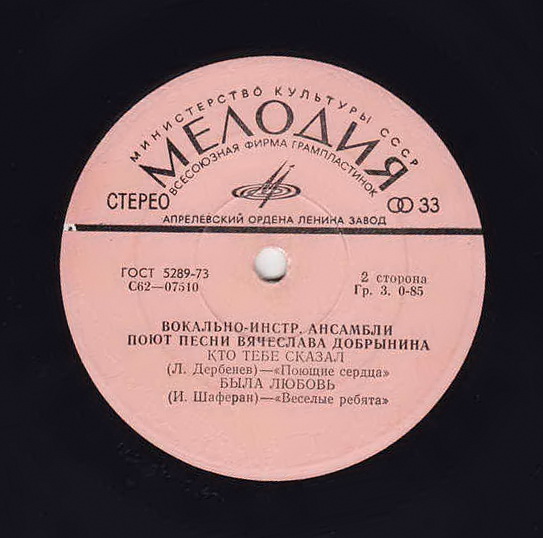 МИНИСТЕРСТВО КУЛЬТУРЫ СССР
МЕЛОДИЯ
ВСЕСОЮЗНАЯ ФИРМА ГРАМПЛАСТИНОК
СТЕРЕО 33
АПРЕЛЕВСКИЙ ОРДЕНА ЛЕНИНА ЗАВОД
ГОСТ 5289-73 2 сторона
С62—07510 Гр. 3. 0-85
ВОКАЛЬНО-ИНСТР. АНСАМБЛИ
ПОЮТ ПЕСНИ ВЯЧЕСЛАВА ДОБРЫНИНА
КТО ТЕБЕ СКАЗАЛ
(Л. Дербенев)—«Поющие сердца»
БЫЛА ЛЮБОВЬ
(И. Шаферан)—«Веселые ребята»